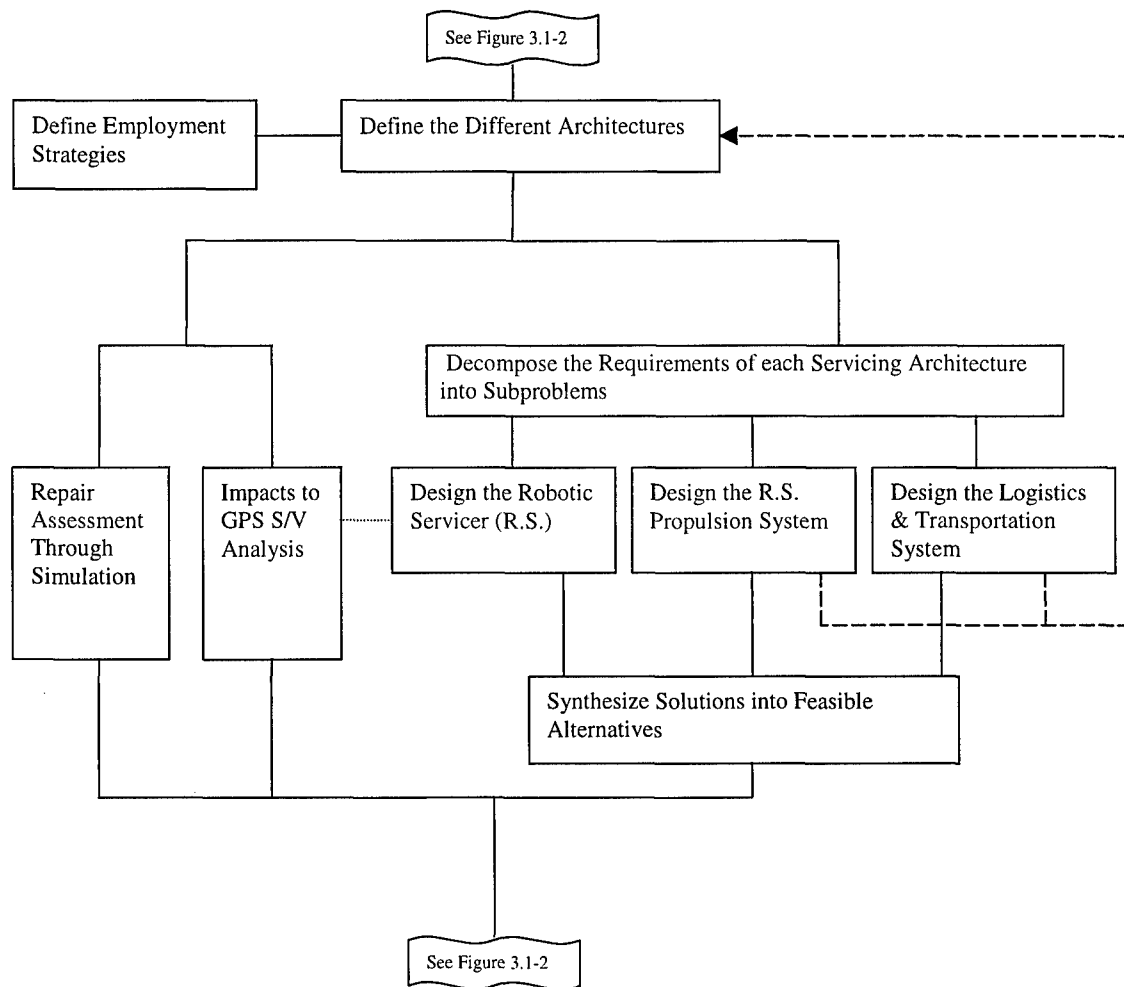 See Figure 3.1-2
Define Employment
Strategies
Define the Different Architectures
Decompose the Requirements of each Servicing Architecture
into Subproblems
Repair
Assessment
Through
Simulation
Impacts to
GPS S/V
Analysis
Design the Robotic
Servicer (R.S.)
Design the R.S.
Propulsion System
Design the Logistics
& Transportation
System
Synthesize Solutions into Feasible
Alternatives
See Figure 3.1-2